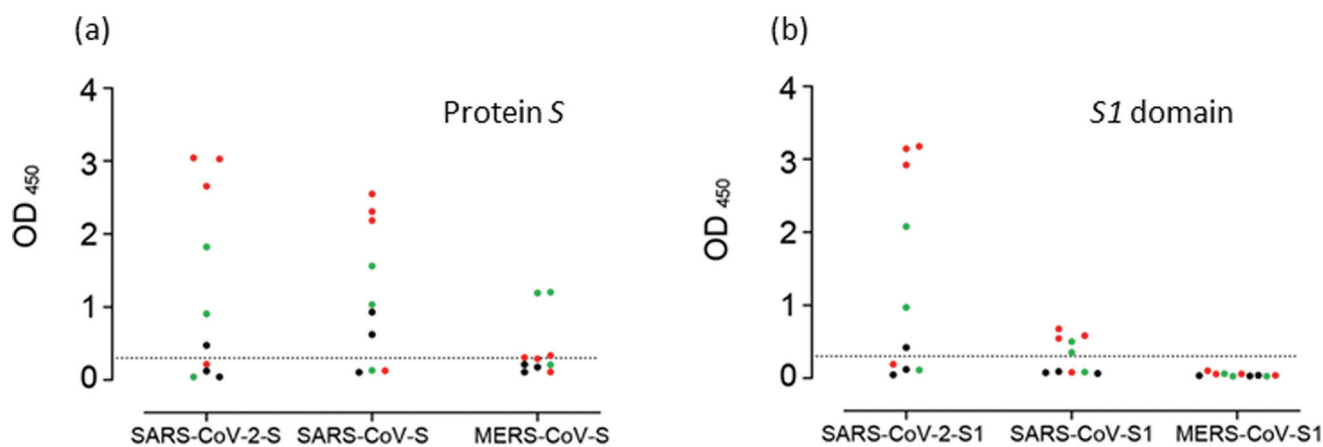 (a)
Protein S
OD 450
4
3
2
1
0
SARS-CoV-2-S SARS-CoV-S MERS-CoV-S
(b)
S1 domain
OD 450
4
3
2
1
0
SARS-CoV-2-S1 SARS-CoV-S1 MERS-CoV-S1